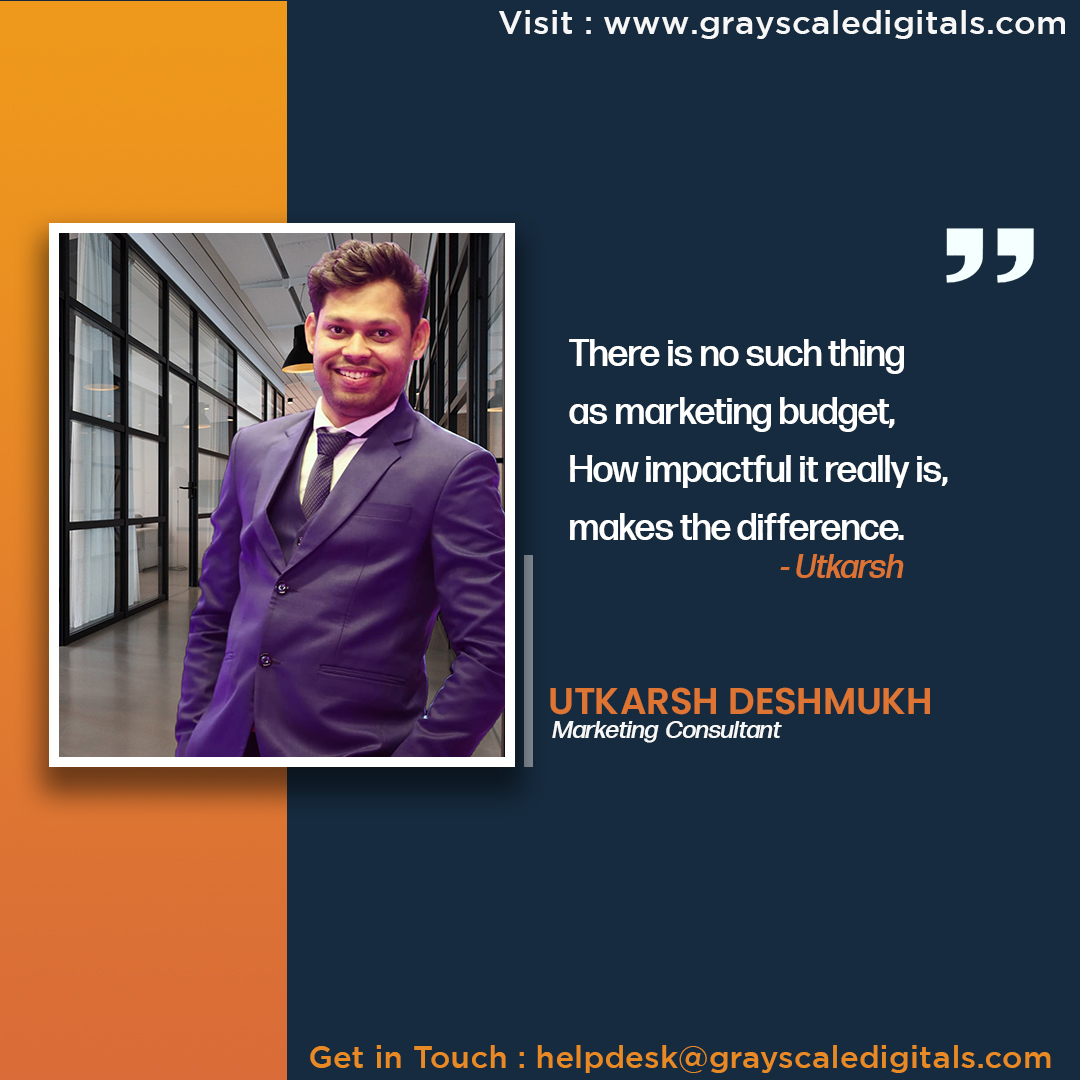 Visit : www.grayscaledigitals.com
”
There is no such thing
as marketing budget,
How impactful it really is,
makes the difference.
- Utkarsh
UTKARSH DESHMUKH
Marketing Consultant
Get in Touch : helpdesk@grayscaledigitals.com